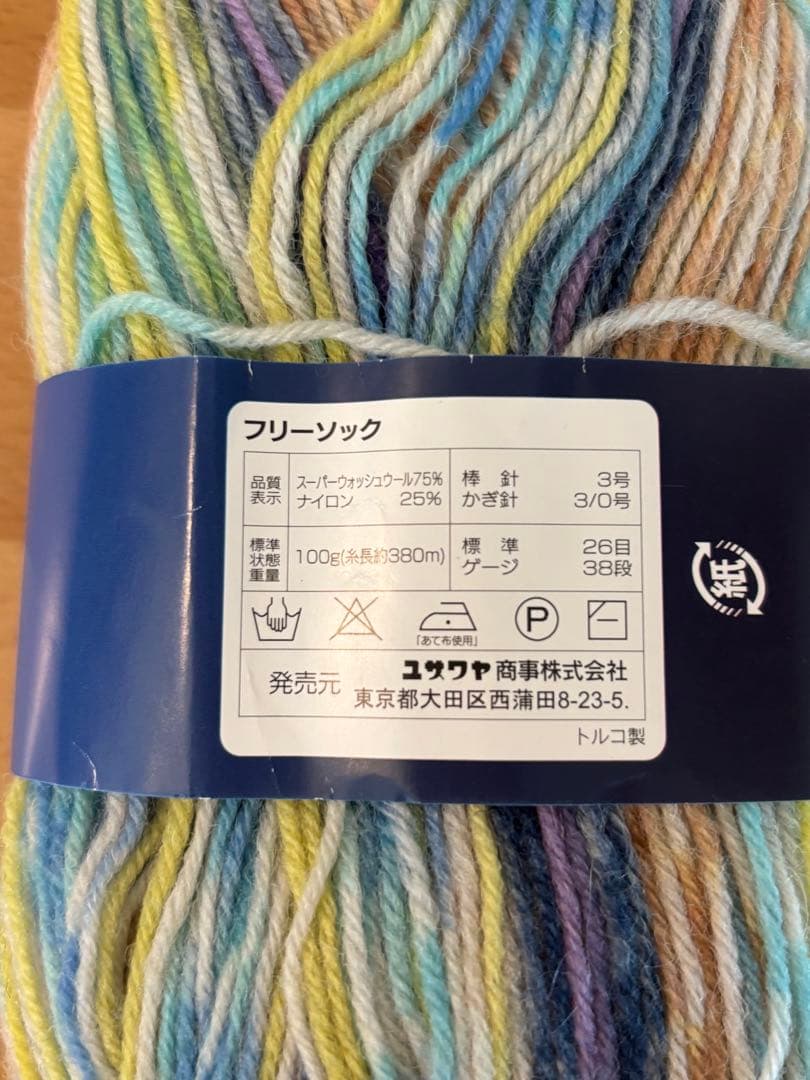 フリーソック
品質表示 スーパーウォッシュウール75% ナイロン 25%
棒 針 3号
かぎ針 3/0号
標準状態重量 100g(糸長約380m)
標 準 26目
ゲージ 38段
「あて布使用」
P
発売元 ユザワヤ商事株式会社
東京都大田区西蒲田8-23-5.
トルコ製
紙